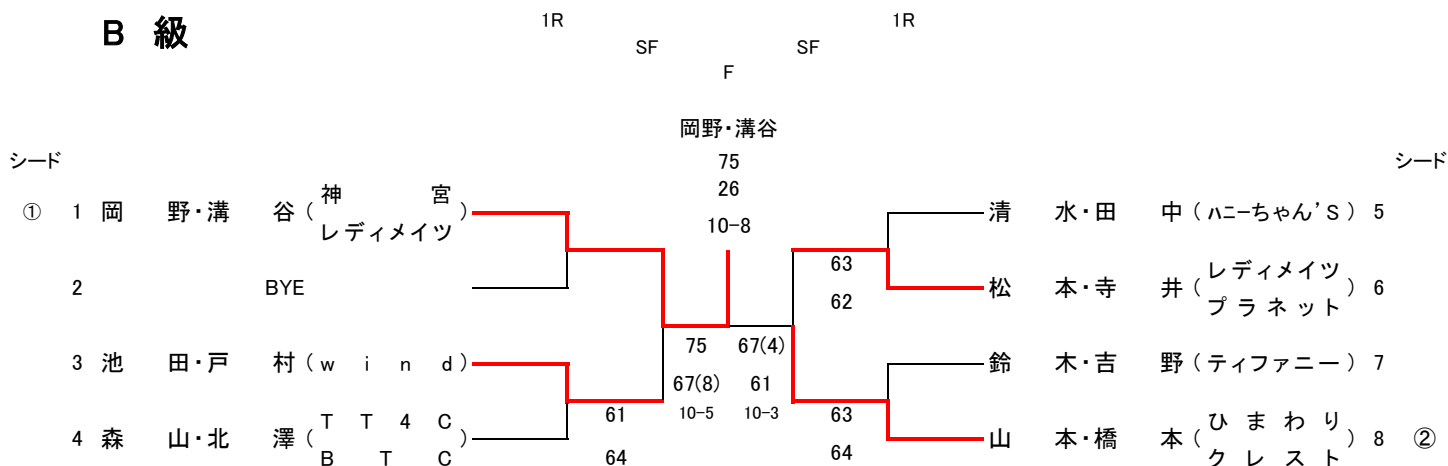 B 級
1R 1R
SF SF
F
岡野・溝谷
シード 75 シード
26
10-8
① 1 岡 野・溝 谷 (神 宮 レディメイツ)
清 水・田 中 (ハニーちゃん'S) 5
2 BYE
63
62
松 本・寺 井 (レディメイツ プラネット) 6
3 池 田・戸 村 (w i n d)
75 67(4)
67(8) 61
10-5 10-3
鈴 木・吉 野 (ティファニー) 7
4 森 山・北 澤 (T T 4 C B T C)
61
64
63
64
山 本・橋 本 (ひ ま わ り ク レ ス ト) 8 ②